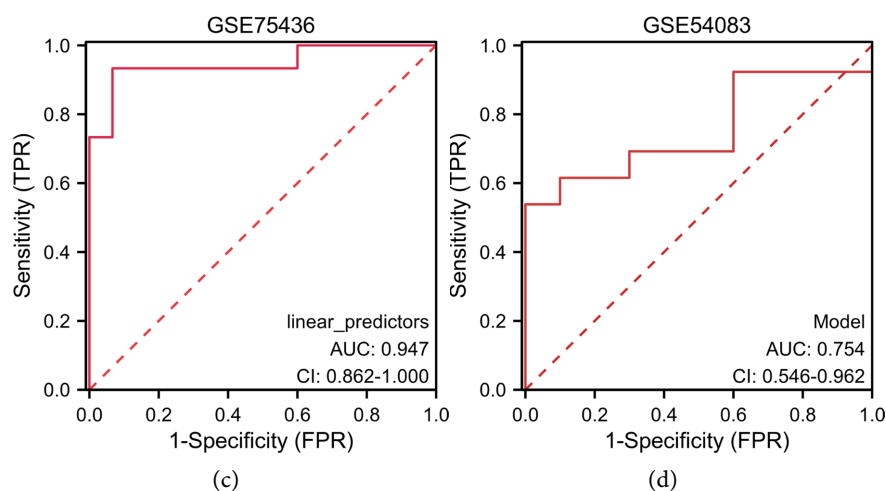 GSE75436
Sensitivity (TPR)
1.0
0.8
0.6
0.4
0.2
0.0
linear_predictors
AUC: 0.947
CI: 0.862-1.000
0.0 0.2 0.4 0.6 0.8 1.0
1-Specificity (FPR)
(c)
GSE54083
Sensitivity (TPR)
1.0
0.8
0.6
0.4
0.2
0.0
Model
AUC: 0.754
CI: 0.546-0.962
0.0 0.2 0.4 0.6 0.8 1.0
1-Specificity (FPR)
(d)